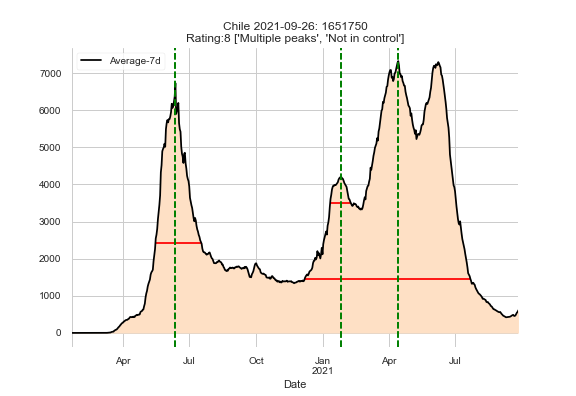 Chile 2021-09-26: 1651750
Rating:8 ['Multiple peaks', 'Not in control']
Average-7d
7000
6000
5000
4000
3000
2000
1000
0
Apr Jul Oct Jan Apr Jul
2021
Date